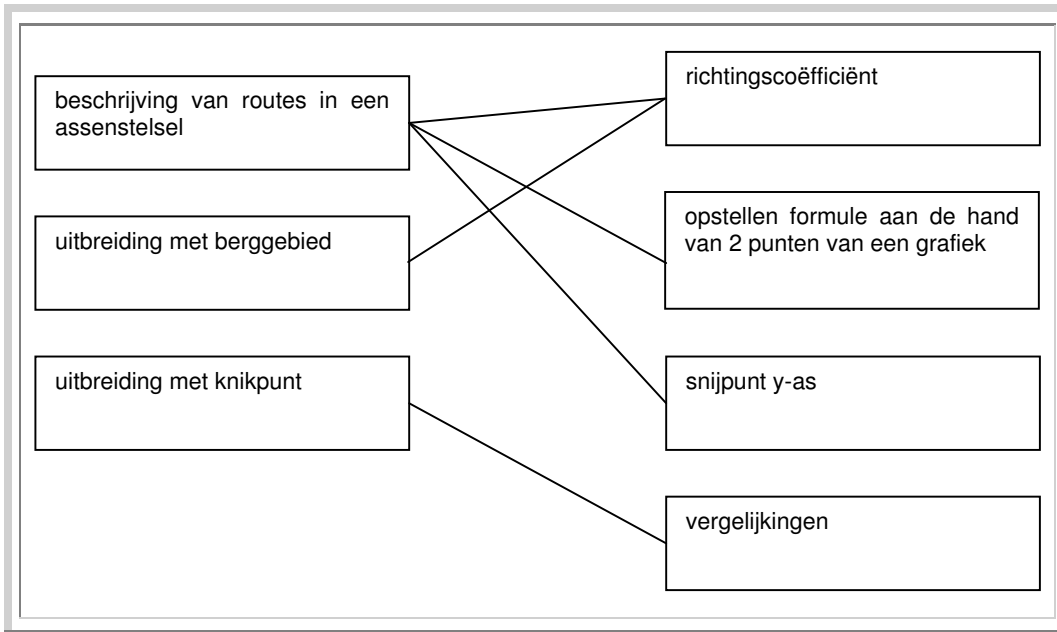 beschrijving van routes in een
assenstelsel
uitbreiding met berggebied
uitbreiding met knikpunt
richtingscoëfficiënt
opstellen formule aan de hand
van 2 punten van een grafiek
snijpunt y-as
vergelijkingen